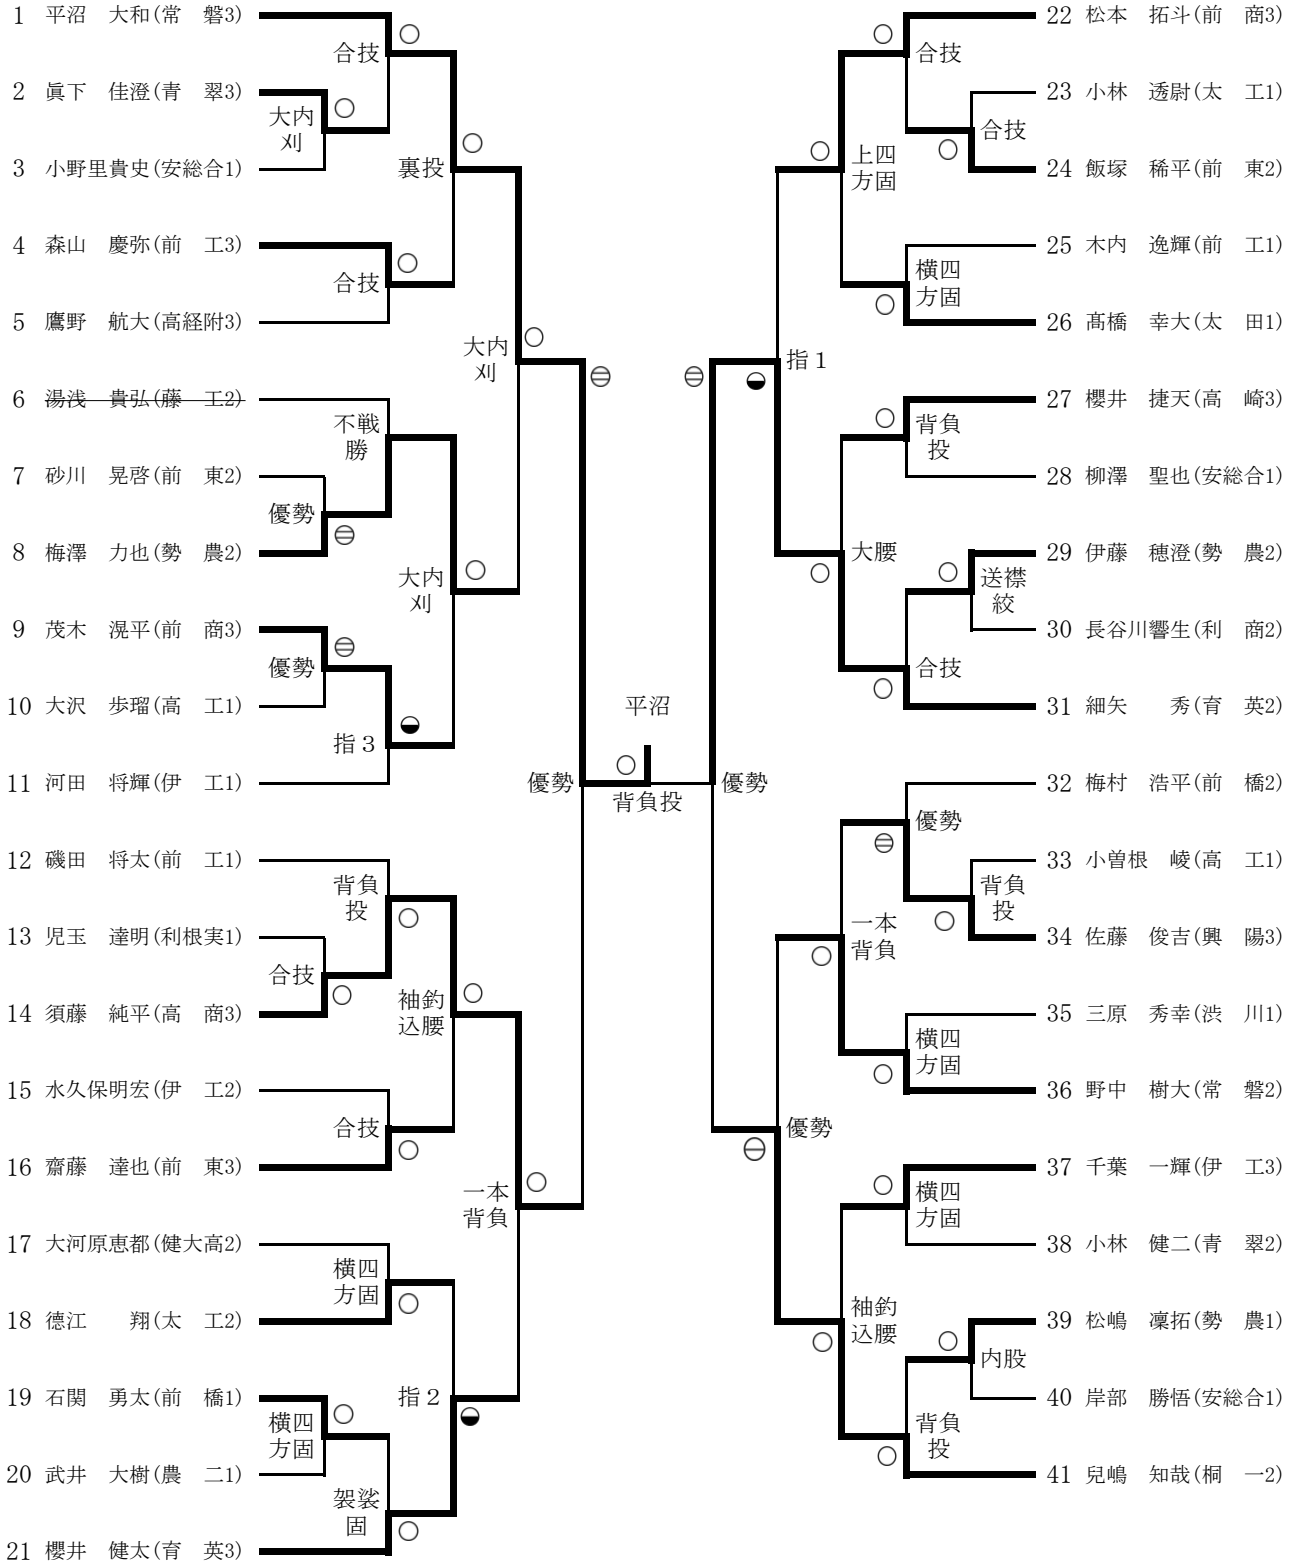 1 平沼　大和(常　磐3)
合技
2 眞下　佳澄(青　翠3)
大内
刈
3 小野里貴史(安総合1)
裏投
4 森山　慶弥(前　工3)
合技
5 鷹野　航大(高経附3)
大内
刈
6 湯浅　貴弘(藤　工2)
不戦
勝
7 砂川　晃啓(前　東2)
優勢
8 梅澤　力也(勢　農2)
大内
刈
9 茂木　滉平(前　商3)
優勢
10 大沢　歩瑠(高　工1)
指３
11 河田　将輝(伊　工1)
優勢
12 磯田　将太(前　工1)
背負
投
13 児玉　達明(利根実1)
合技
14 須藤　純平(高　商3)
袖釣
込腰
15 水久保明宏(伊　工2)
合技
16 齋藤　達也(前　東3)
一本
背負
17 大河原恵都(健大高2)
横四
方固
18 德江　　翔(太　工2)
19 石関　勇太(前　橋1)
指２
横四
方固
20 武井　大樹(農　二1)
袈裟
固
21 櫻井　健太(育　英3)
平沼
背負投
22 松本　拓斗(前　商3)
合技
23 小林　透尉(太　工1)
合技
24 飯塚　稀平(前　東2)
上四
方固
25 木内　逸輝(前　工1)
横四
方固
26 髙橋　幸大(太　田1)
指１
27 櫻井　捷天(高　崎3)
背負
投
28 柳澤　聖也(安総合1)
大腰
29 伊藤　穂澄(勢　農2)
送襟
絞
30 長谷川響生(利　商2)
合技
31 細矢　　秀(育　英2)
優勢
32 梅村　浩平(前　橋2)
優勢
33 小曽根　崚(高　工1)
背負
投
34 佐藤　俊吉(興　陽3)
一本
背負
35 三原　秀幸(渋　川1)
横四
方固
36 野中　樹大(常　磐2)
優勢
37 千葉　一輝(伊　工3)
横四
方固
38 小林　健二(青　翠2)
袖釣
込腰
39 松嶋　凜拓(勢　農1)
内股
40 岸部　勝悟(安総合1)
背負
投
41 兒嶋　知哉(桐　一2)